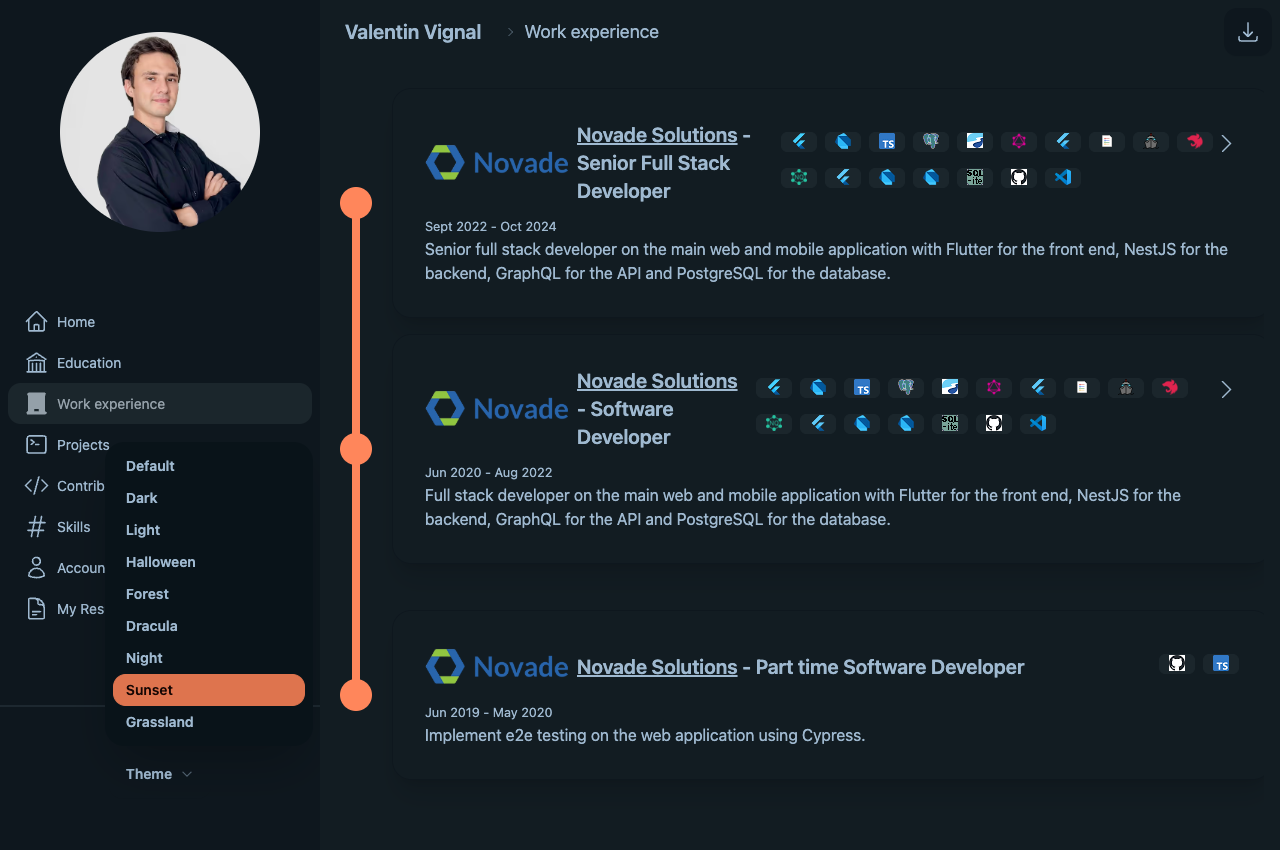 Valentin Vignal
Work experience
Home
Education
Work experience
Projects
Contrib
Skills
Accoun
My Res
Default
Dark
Light
Halloween
Forest
Dracula
Night
Sunset
Grassland
Theme
Novade
Novade Solutions -
Senior Full Stack
Developer
TS
SQL
Sept 2022 - Oct 2024
Senior full stack developer on the main web and mobile application with Flutter for the front end, NestJS for the
backend, GraphQL for the API and PostgreSQL for the database.
Novade
Novade Solutions
- Software
Developer
TS
SQL
Jun 2020 - Aug 2022
Full stack developer on the main web and mobile application with Flutter for the front end, NestJS for the
backend, GraphQL for the API and PostgreSQL for the database.
Novade
Novade Solutions - Part time Software Developer
TS
Jun 2019 - May 2020
Implement e2e testing on the web application using Cypress.